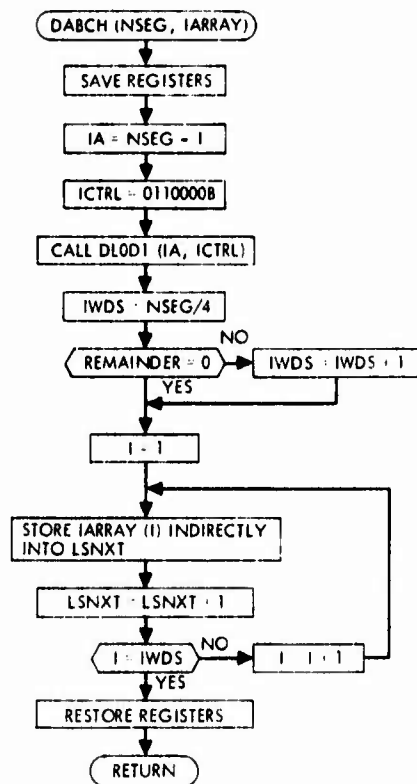 DABCH (NSEG, IARRAY)
SAVE REGISTERS
IA = NSEG - 1
ICTRL = 0110000B
CALL DL0D1 (IA, ICTRL)
IWDS = NSEG/4
REMAINDER = 0
NO
IWDS = IWDS + 1
YES
I = 1
STORE IARRAY (I) INDIRECTLY
INTO LSNXT
LSNXT = LSNXT + 1
I = IWDS
NO
I = I + 1
YES
RESTORE REGISTERS
RETURN